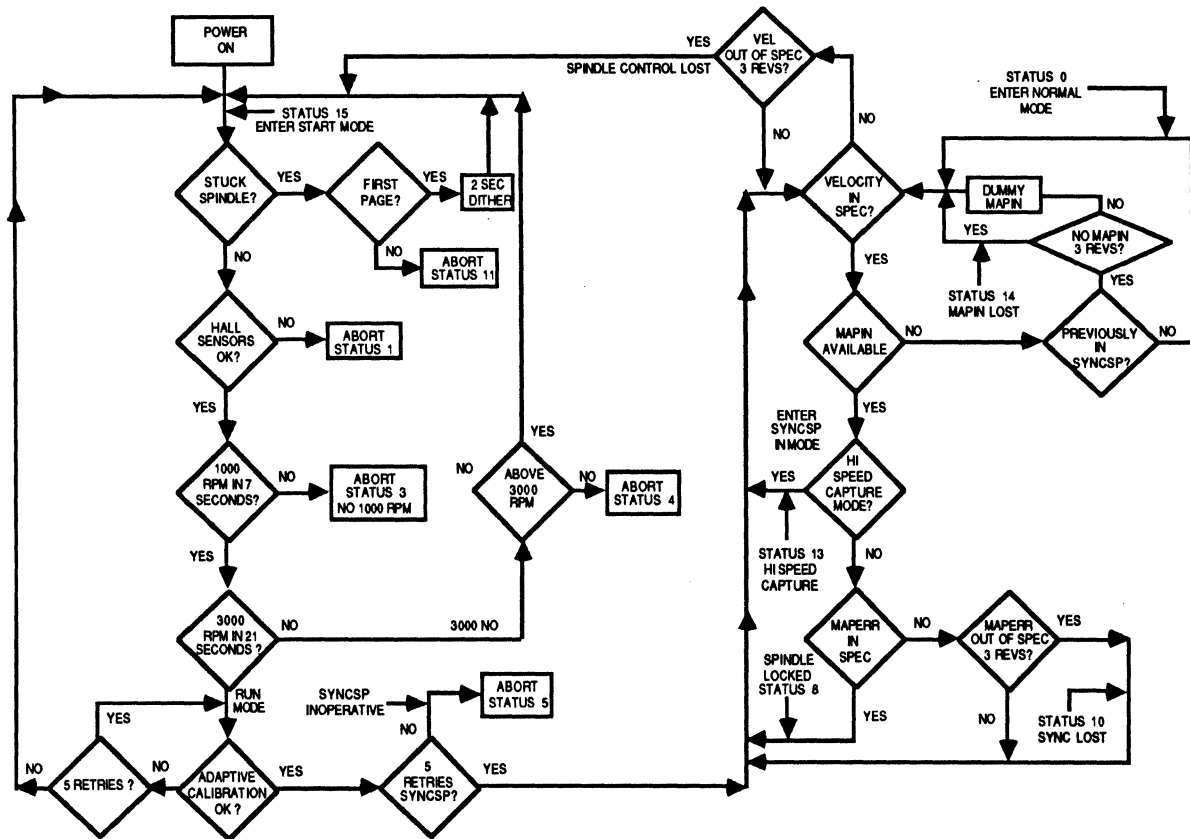 POWER
ON
STATUS 15
ENTER START MODE
STUCK
SPINDLE?
YES
FIRST
PAGE?
YES
2 SEC
DITHER
NO
ABORT
STATUS 11
NO
HALL
SENSORS
OK?
NO
ABORT
STATUS 1
YES
1000
RPM IN 7
SECONDS?
NO
ABORT
STATUS 3
NO 1000 RPM
YES
3000
RPM IN 21
SECONDS ?
NO
3000 NO
YES
NO
ABOVE
3000
RPM
NO
ABORT
STATUS 4
RUN
MODE
YES
NO
5 RETRIES ?
NO
ADAPTIVE
CALIBRATION
OK ?
YES
SYNCSP
INOPERATIVE
ABORT
STATUS 5
NO
5
RETRIES
SYNCSP?
YES
YES
SPINDLE CONTROL LOST
VEL
OUT OF SPEC
3 REVS?
NO
NO
STATUS 0
ENTER NORMAL
MODE
VELOCITY
IN
SPEC?
DUMMY
MAPIN
NO
YES
NO MAPIN
3 REVS?
YES
STATUS 14
MAPIN LOST
YES
MAPIN
AVAILABLE
NO
PREVIOUSLY
IN
SYNCSP?
NO
YES
ENTER
SYNCSP
IN MODE
YES
HI
SPEED
CAPTURE
MODE?
STATUS 13
HI SPEED
CAPTURE
NO
MAPERR
IN
SPEC
NO
MAPERR
OUT OF SPEC
3 REVS?
YES
SPINDLE
LOCKED
STATUS 8
YES
NO
STATUS 10
SYNC LOST